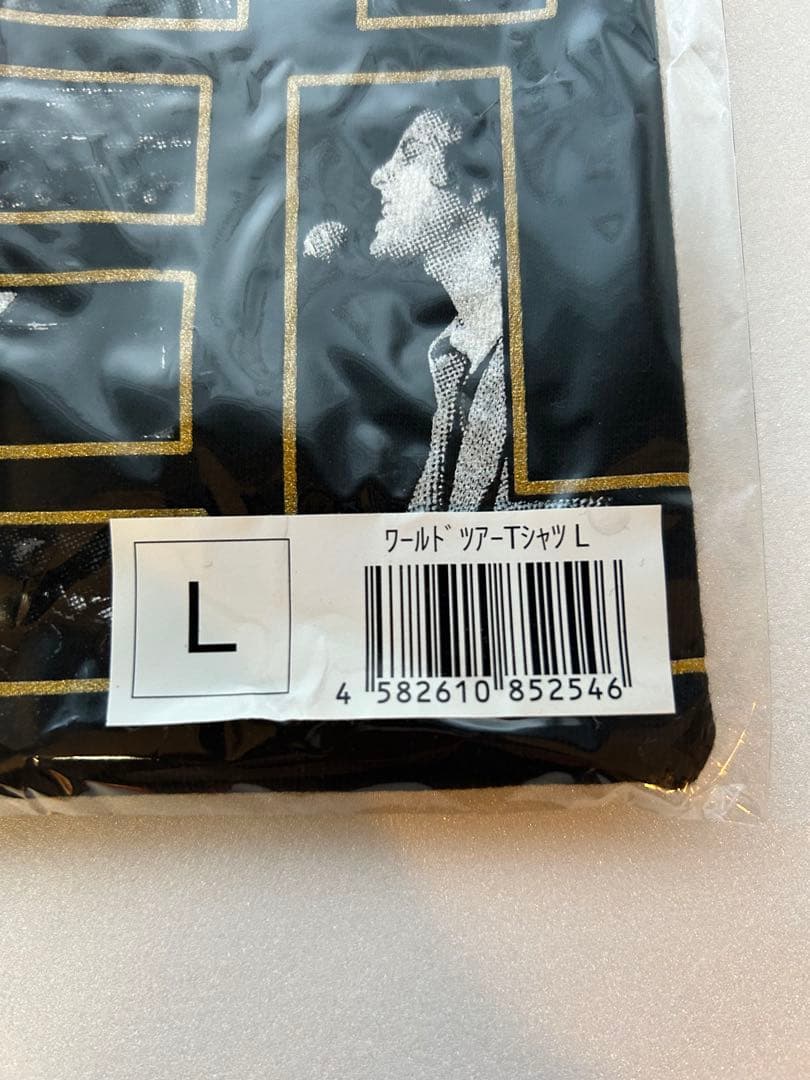 ﾜｰﾙﾄﾞ ﾂｱｰTｼｬﾂ L
L
4 582610 852546